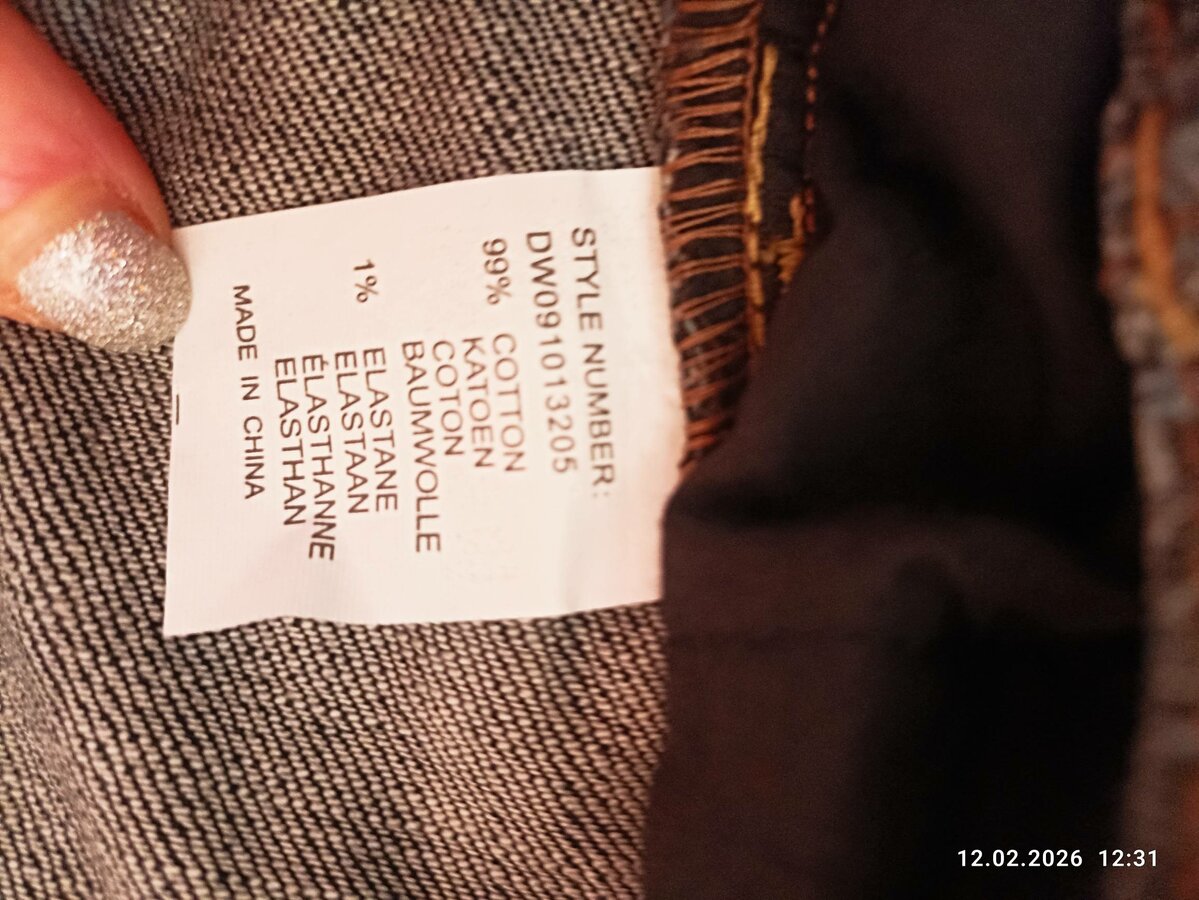 STYLE NUMBER:
DW091013205
99% COTTON
KATOEN
COTON
BAUMWOLLE
1% ELASTANE
ELASTAAN
ÉLASTHANNE
ELASTHAN
MADE IN CHINA
12.02.2026 12:31